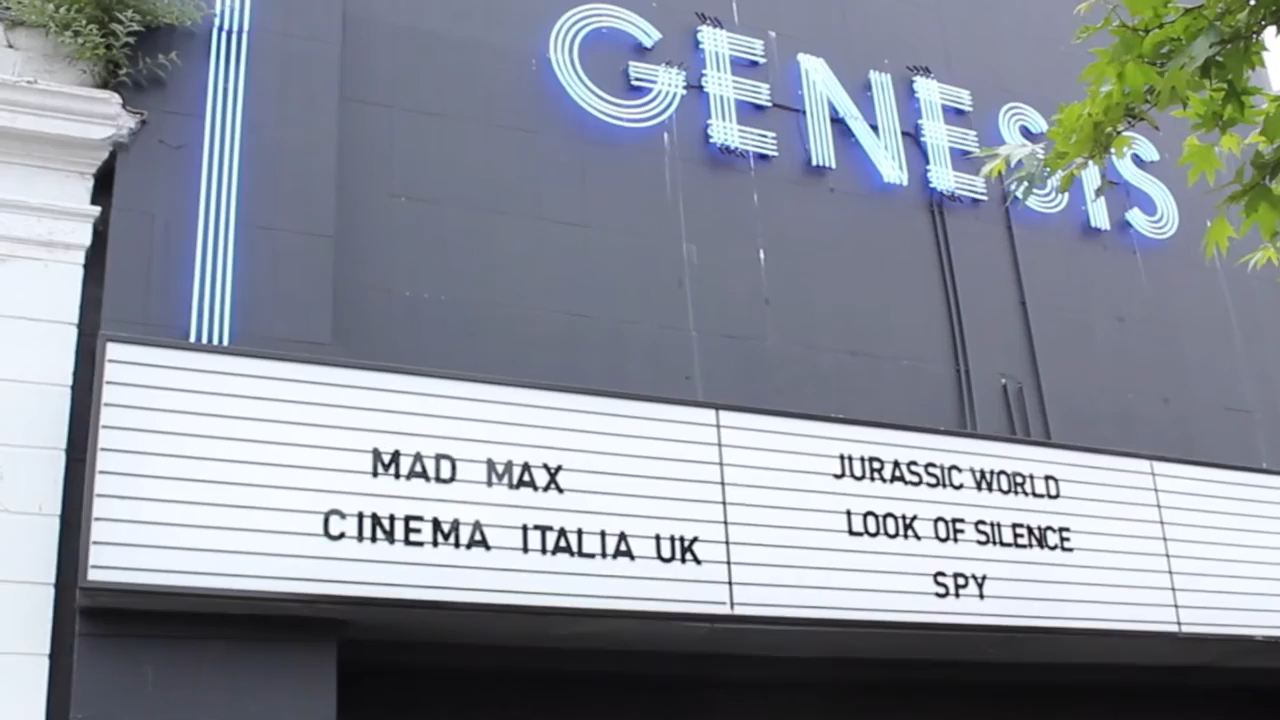 GENESIS
MAD MAX
CINEMA ITALIA UK
JURASSIC WORLD
LOOK OF SILENCE
SPY